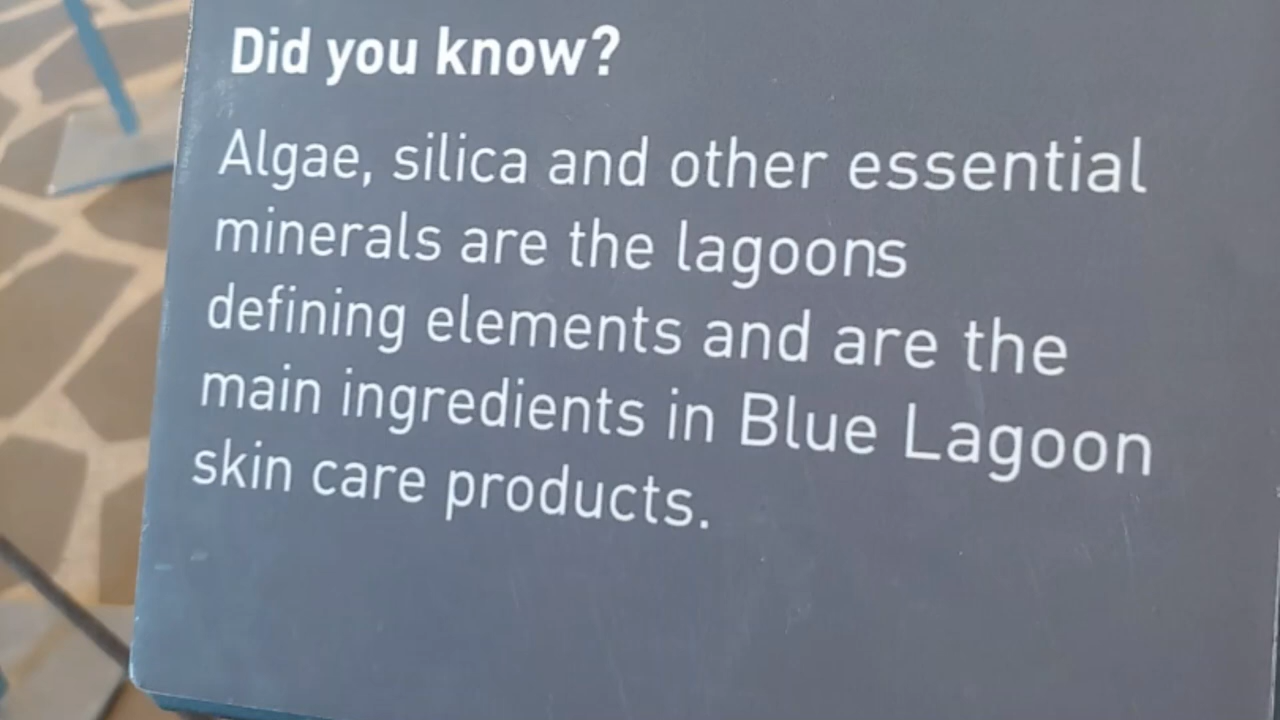 Did you know?
Algae, silica and other essential
minerals are the lagoons
defining elements and are the
main ingredients in Blue Lagoon
skin care products.